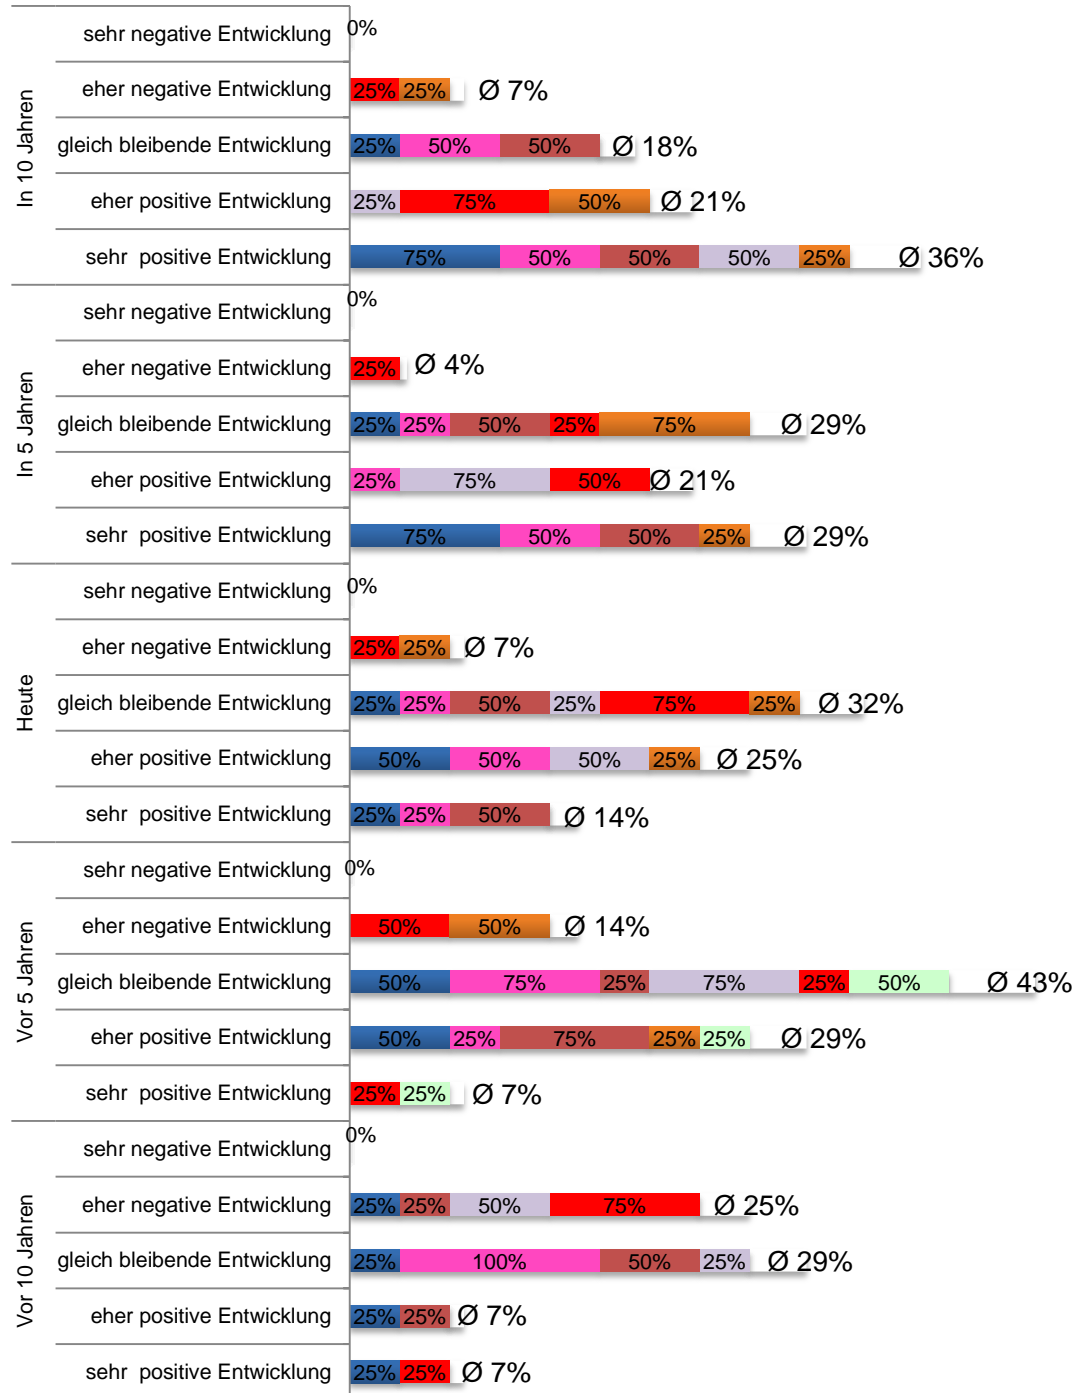 In 10 Jahren
sehr negative Entwicklung 0%
eher negative Entwicklung 25% 25% Ø 7%
gleich bleibende Entwicklung 25% 50% 50% Ø 18%
eher positive Entwicklung 25% 75% 50% Ø 21%
sehr positive Entwicklung 75% 50% 50% 50% 25% Ø 36%
In 5 Jahren
sehr negative Entwicklung 0%
eher negative Entwicklung 25% Ø 4%
gleich bleibende Entwicklung 25% 25% 50% 25% 75% Ø 29%
eher positive Entwicklung 25% 75% 50% Ø 21%
sehr positive Entwicklung 75% 50% 50% 25% Ø 29%
Heute
sehr negative Entwicklung 0%
eher negative Entwicklung 25% 25% Ø 7%
gleich bleibende Entwicklung 25% 25% 50% 25% 75% 25% Ø 32%
eher positive Entwicklung 50% 50% 50% 25% Ø 25%
sehr positive Entwicklung 25% 25% 50% Ø 14%
Vor 5 Jahren
sehr negative Entwicklung 0%
eher negative Entwicklung 50% 50% Ø 14%
gleich bleibende Entwicklung 50% 75% 25% 75% 25% 50% Ø 43%
eher positive Entwicklung 50% 25% 75% 25% 25% Ø 29%
sehr positive Entwicklung 25% 25% Ø 7%
Vor 10 Jahren
sehr negative Entwicklung 0%
eher negative Entwicklung 25% 25% 50% 75% Ø 25%
gleich bleibende Entwicklung 25% 100% 50% 25% Ø 29%
eher positive Entwicklung 25% 25% Ø 7%
sehr positive Entwicklung 25% 25% Ø 7%